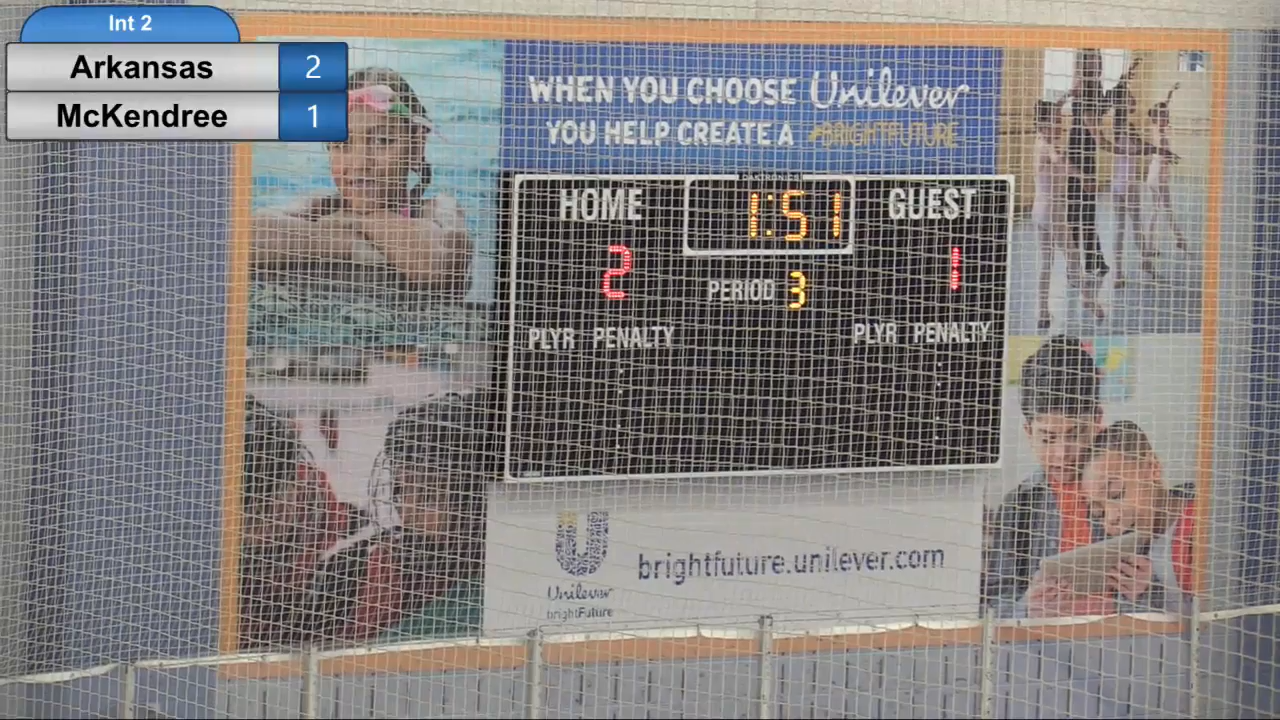 Int 2
Arkansas 2
McKendree 1
WHEN YOU CHOOSE Unilever
YOU HELP CREATE A #BRIGHTFUTURE
HOME 1:51 GUEST
2 PERIOD 3 1
PLYR PENALTY PLYR PENALTY
Unilever
brightFuture
brightfuture.unilever.com